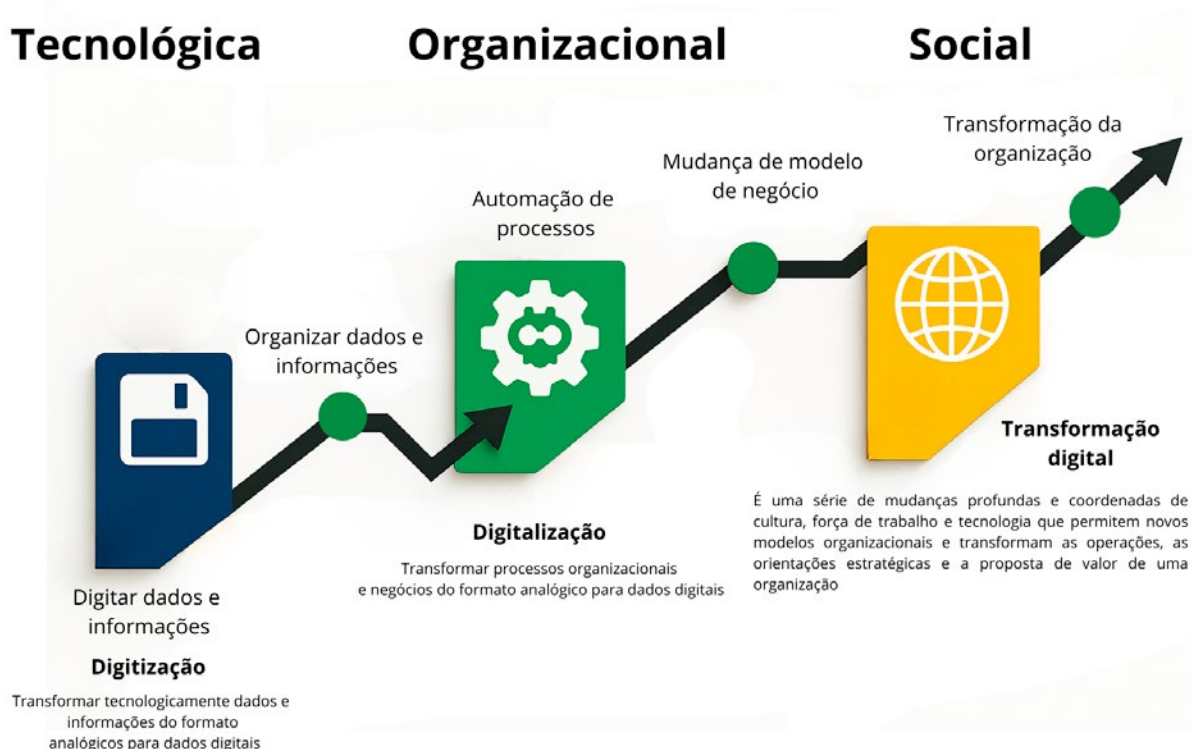 Tecnológica
Organizacional
Social
Transformação da
organização
Mudança de modelo
de negócio
Automação de
processos
Organizar dados e
informações
Digitar dados e
informações
Digitização
Transformar tecnologicamente dados e
informações do formato
analógicos para dados digitais
Digitalização
Transformar processos organizacionais
e negócios do formato analógico para dados digitais
Transformação
digital
É uma série de mudanças profundas e coordenadas de
cultura, força de trabalho e tecnologia que permitem novos
modelos organizacionais e transformam as operações, as
orientações estratégicas e a proposta de valor de uma
organização